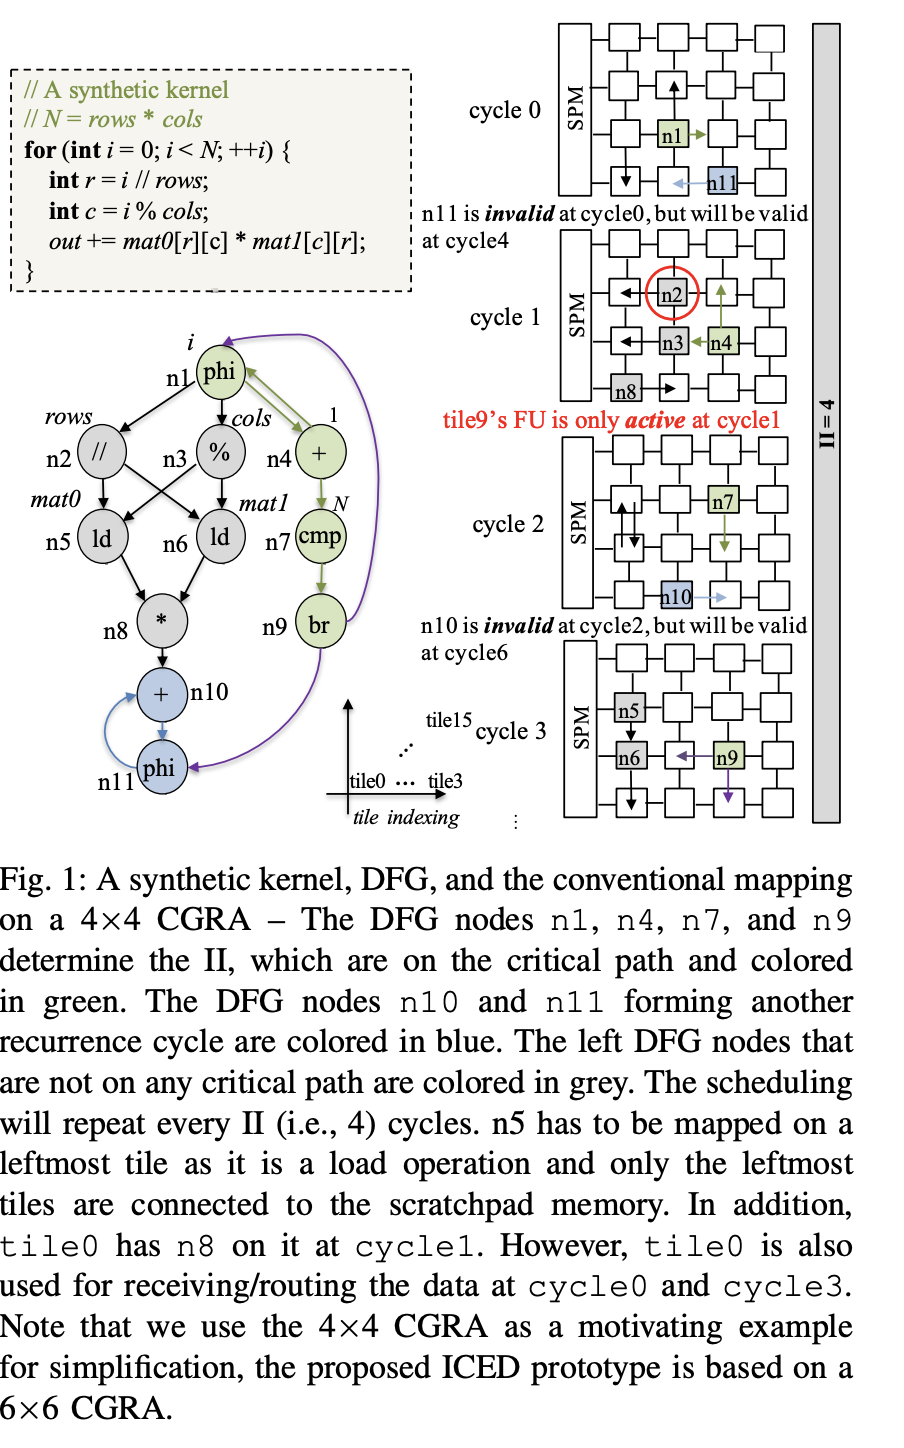 // A synthetic kernel
// N = rows * cols
for (int i = 0; i < N; ++i) {
int r = i // rows;
int c = i % cols;
out += mat0[r][c] * mat1[c][r];
}
i
n1
phi
rows
cols
1
n2
//
n3
%
n4
+
mat0
mat1
N
n5
ld
n6
ld
n7
cmp
n8
*
n9
br
+
n10
n11
phi
tile15
tile0 ... tile3
tile indexing
cycle 0
SPM
n1
n11
n11 is invalid at cycle0, but will be valid
at cycle4
cycle 1
SPM
n2
n3
n4
n8
tile9's FU is only active at cycle1
cycle 2
SPM
n7
n10
n10 is invalid at cycle2, but will be valid
at cycle6
cycle 3
SPM
n5
n6
n9
II = 4
Fig. 1: A synthetic kernel, DFG, and the conventional mapping
on a 4×4 CGRA – The DFG nodes n1, n4, n7, and n9
determine the II, which are on the critical path and colored
in green. The DFG nodes n10 and n11 forming another
recurrence cycle are colored in blue. The left DFG nodes that
are not on any critical path are colored in grey. The scheduling
will repeat every II (i.e., 4) cycles. n5 has to be mapped on a
leftmost tile as it is a load operation and only the leftmost
tiles are connected to the scratchpad memory. In addition,
tile0 has n8 on it at cycle1. However, tile0 is also
used for receiving/routing the data at cycle0 and cycle3.
Note that we use the 4×4 CGRA as a motivating example
for simplification, the proposed ICED prototype is based on a
6×6 CGRA.